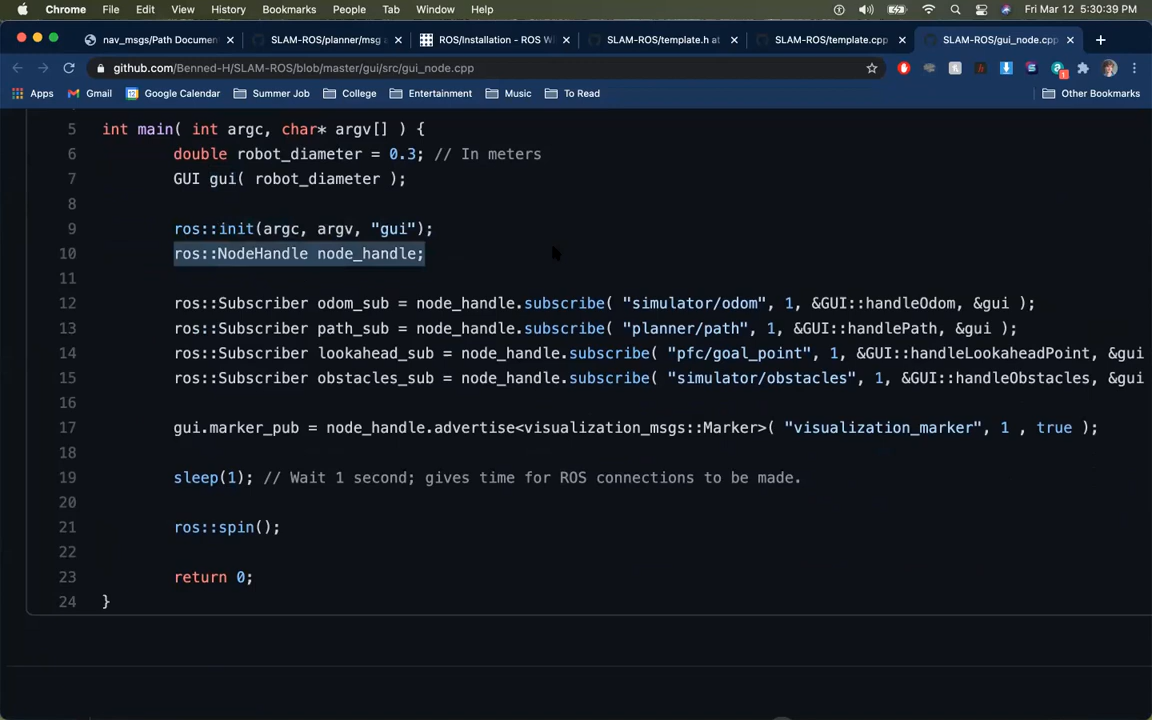 Chrome File Edit View History Bookmarks People Tab Window Help Fri Mar 12 5:30:39 PM
nav_msgs/Path Documen SLAM-ROS/planner/msg a ROS/Installation - ROS W SLAM-ROS/template.h at SLAM-ROS/template.cpp SLAM-ROS/gui_node.cpp
github.com/Benned-H/SLAM-ROS/blob/master/gui/src/gui_node.cpp
Apps Gmail Google Calendar Summer Job College Entertainment Music To Read Other Bookmarks
5 int main( int argc, char* argv[] ) {
6 double robot_diameter = 0.3; // In meters
7 GUI gui( robot_diameter );
8
9 ros::init(argc, argv, "gui");
10 ros::NodeHandle node_handle;
11
12 ros::Subscriber odom_sub = node_handle.subscribe( "simulator/odom", 1, &GUI::handleOdom, &gui );
13 ros::Subscriber path_sub = node_handle.subscribe( "planner/path", 1, &GUI::handlePath, &gui );
14 ros::Subscriber lookahead_sub = node_handle.subscribe( "pfc/goal_point", 1, &GUI::handleLookaheadPoint, &gui
15 ros::Subscriber obstacles_sub = node_handle.subscribe( "simulator/obstacles", 1, &GUI::handleObstacles, &gui
16
17 gui.marker_pub = node_handle.advertise<visualization_msgs::Marker>( "visualization_marker", 1 , true );
18
19 sleep(1); // Wait 1 second; gives time for ROS connections to be made.
20
21 ros::spin();
22
23 return 0;
24 }